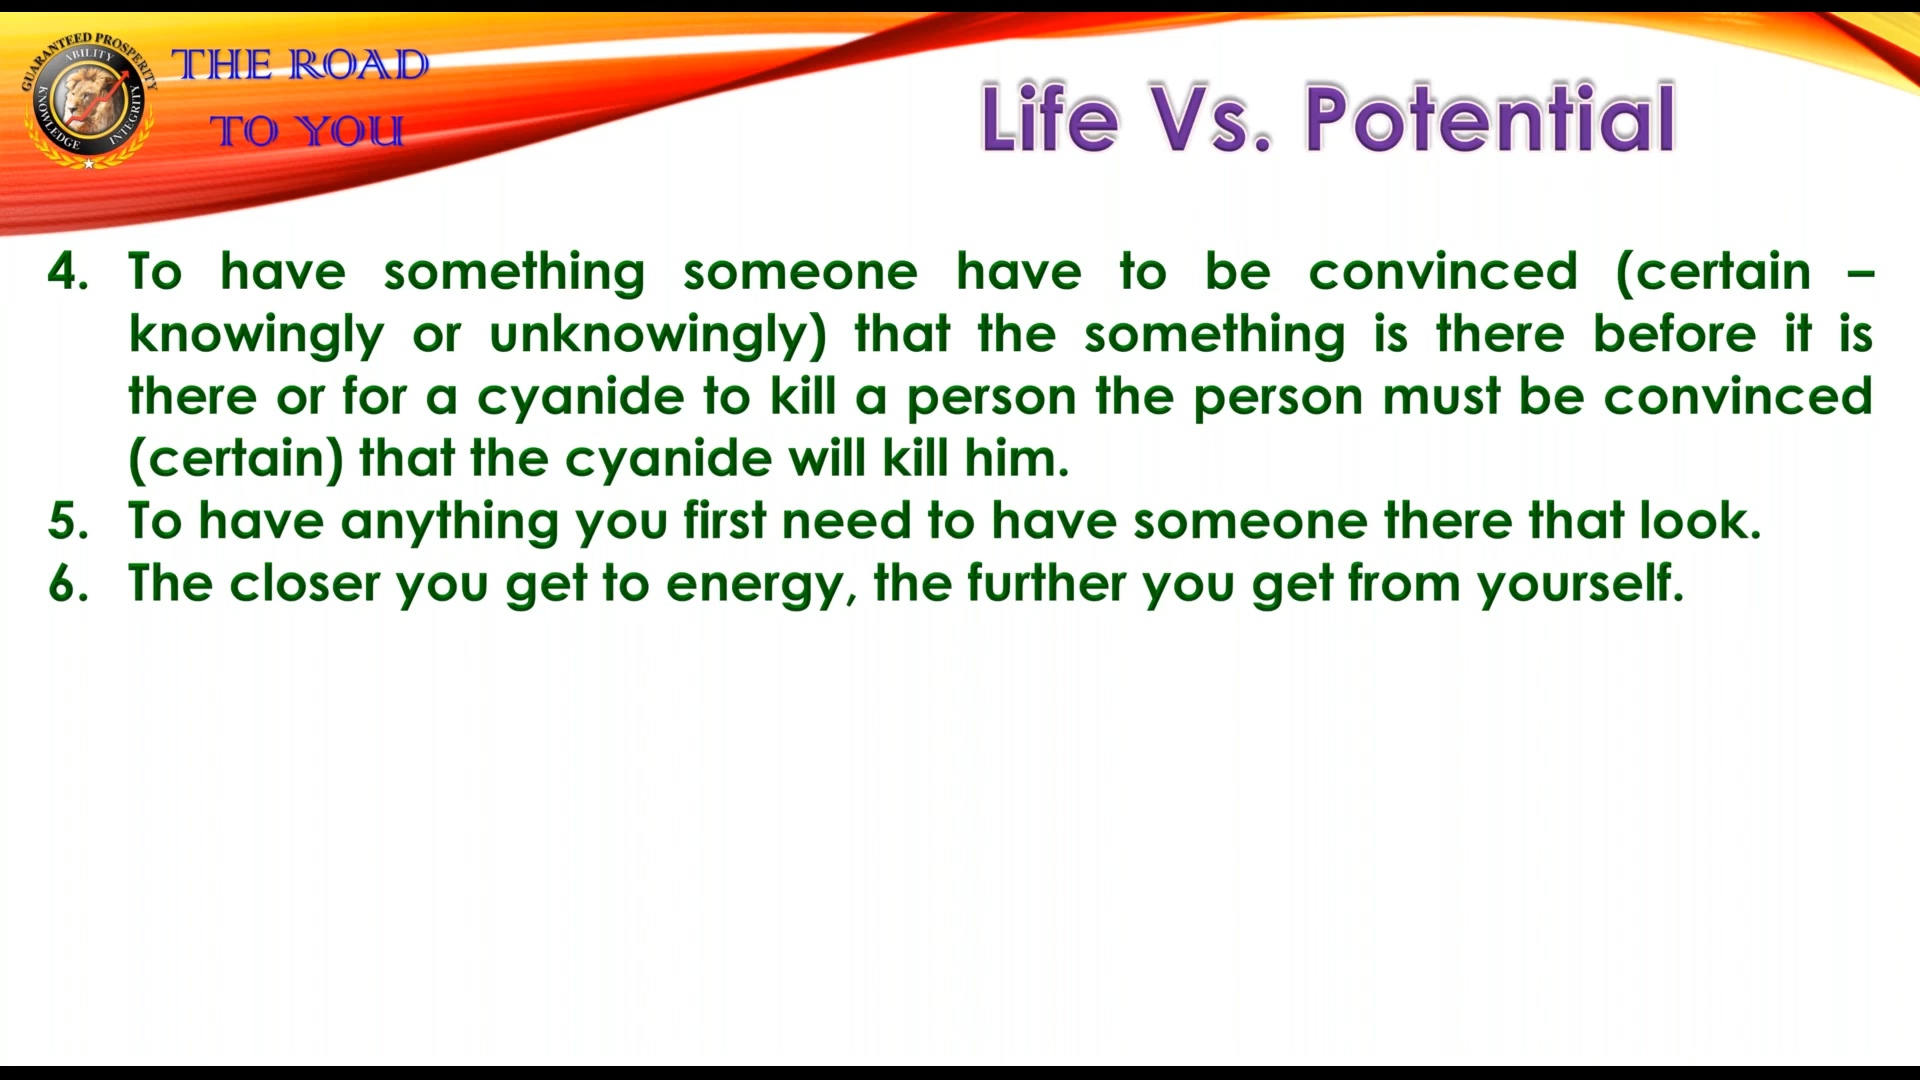 GUARANTEED PROSPERITY
ABILITY
KNOWLEDGE
INTEGRITY
THE ROAD
TO YOU
Life Vs. Potential
4. To have something someone have to be convinced (certain –
knowingly or unknowingly) that the something is there before it is
there or for a cyanide to kill a person the person must be convinced
(certain) that the cyanide will kill him.
5. To have anything you first need to have someone there that look.
6. The closer you get to energy, the further you get from yourself.